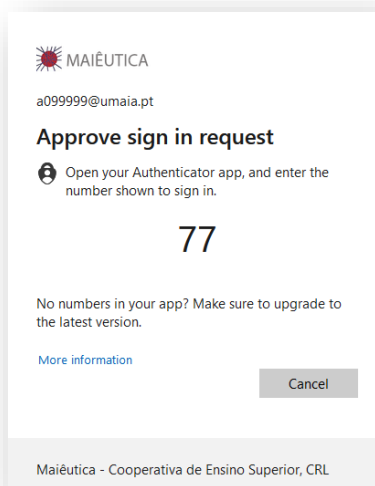 MAIÊUTICA
a099999@umaia.pt
Approve sign in request
Open your Authenticator app, and enter the
number shown to sign in.
77
No numbers in your app? Make sure to upgrade to
the latest version.
More information
Cancel
Maiêutica - Cooperativa de Ensino Superior, CRL